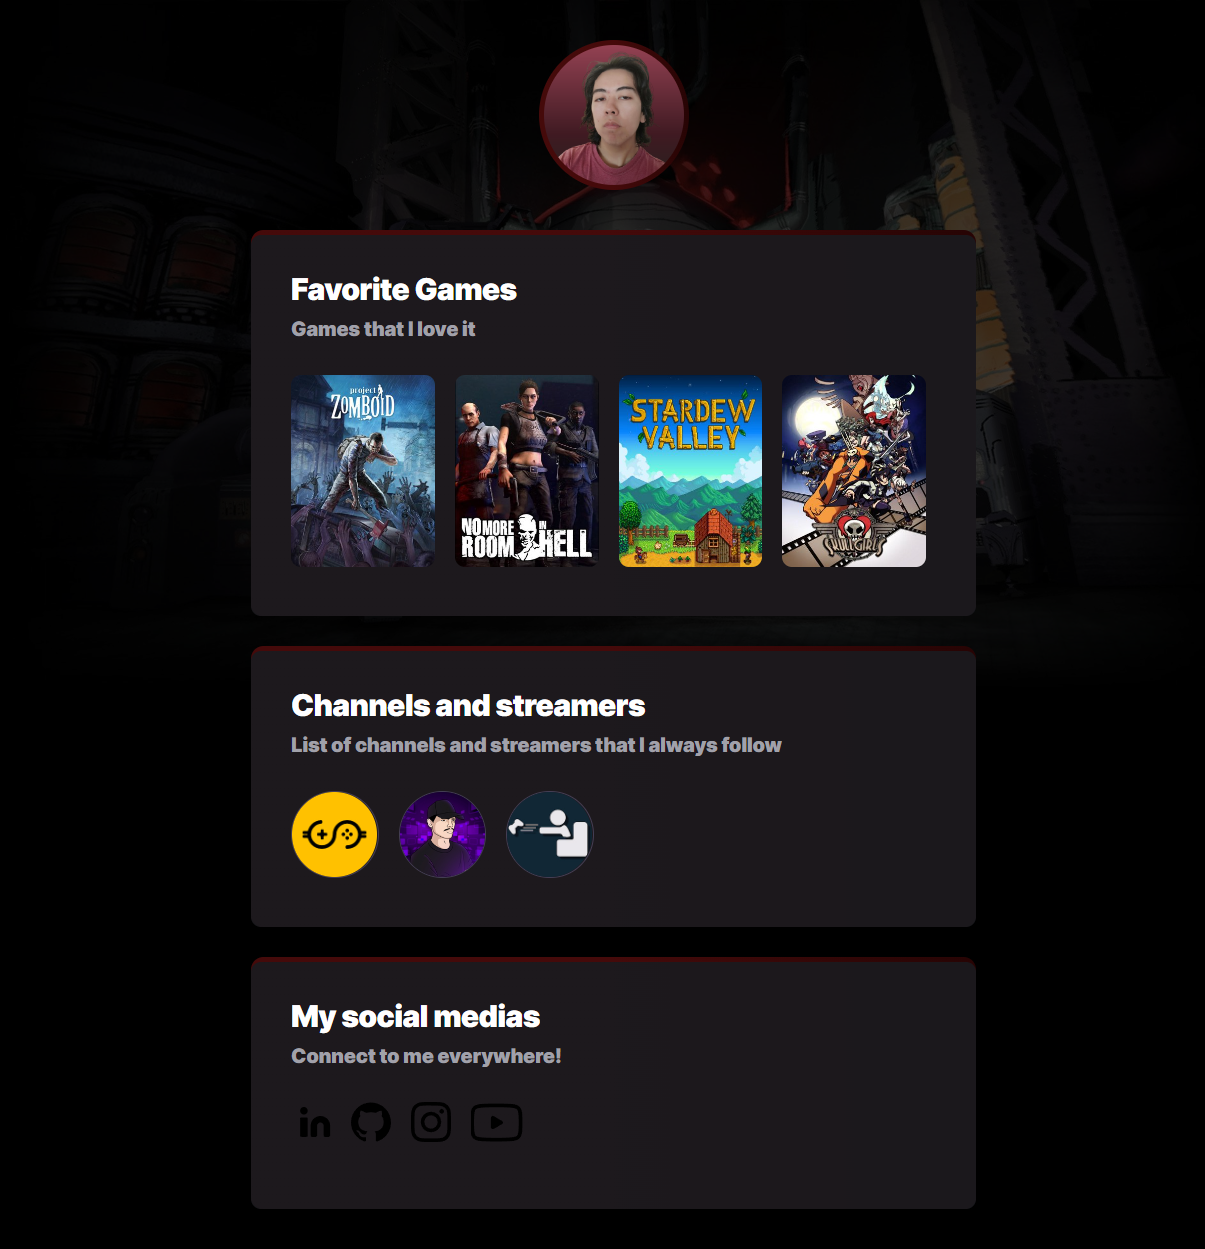 Favorite Games
Games that I love it
project
ZOMBOID
NO MORE
ROOM
IN
HELL
STARDEW
VALLEY
SKULLGIRLS
Channels and streamers
List of channels and streamers that I always follow
My social medias
Connect to me everywhere!
in